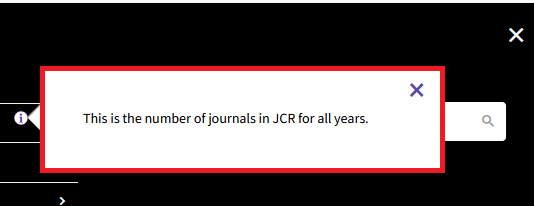 This is the number of journals in JCR for all years.